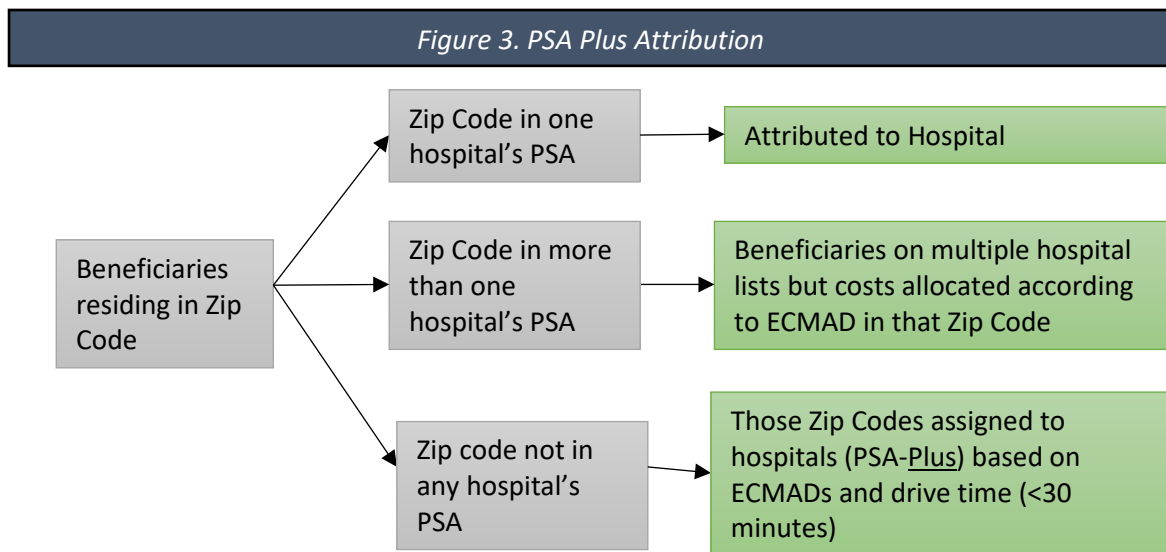 Figure 3. PSA Plus Attribution
Zip Code in one
hospital’s PSA
Attributed to Hospital
Beneficiaries
residing in Zip
Code
Zip Code in more
than one
hospital’s PSA
Beneficiaries on multiple hospital
lists but costs allocated according
to ECMAD in that Zip Code
Zip code not in
any hospital’s
PSA
Those Zip Codes assigned to
hospitals (PSA-Plus) based on
ECMADs and drive time (<30
minutes)